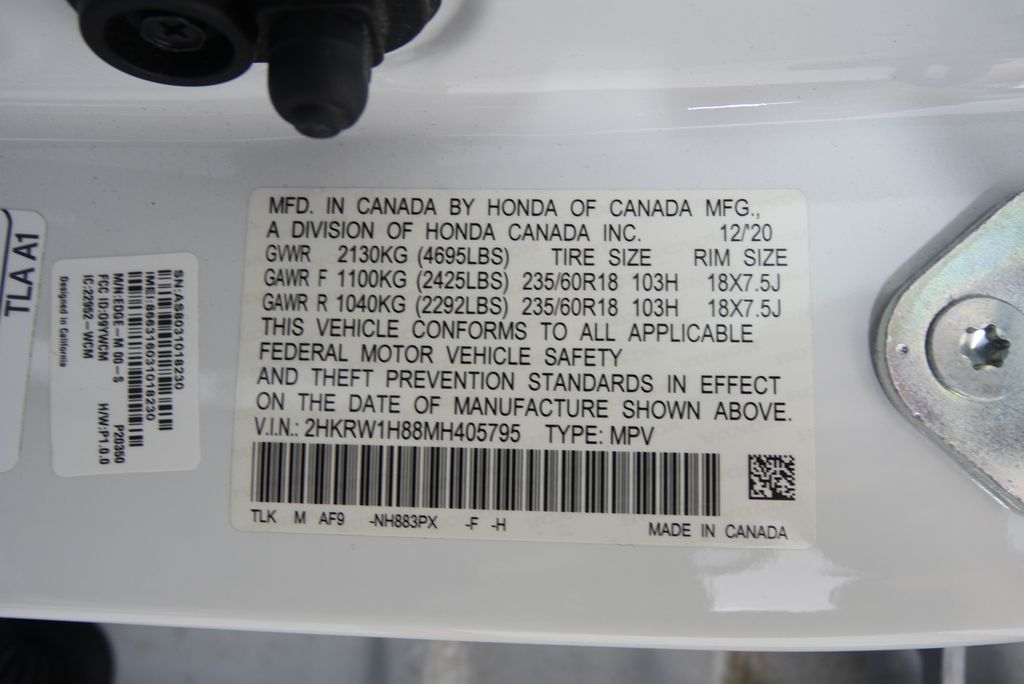 MFD. IN CANADA BY HONDA OF CANADA MFG.,
A DIVISION OF HONDA CANADA INC. 12/'20
GVWR 2130KG (4695LBS) TIRE SIZE RIM SIZE
GAWR F 1100KG (2425LBS) 235/60R18 103H 18X7.5J
GAWR R 1040KG (2292LBS) 235/60R18 103H 18X7.5J
THIS VEHICLE CONFORMS TO ALL APPLICABLE
FEDERAL MOTOR VEHICLE SAFETY
AND THEFT PREVENTION STANDARDS IN EFFECT
ON THE DATE OF MANUFACTURE SHOWN ABOVE.
V.I.N.: 2HKRW1H88MH405795 TYPE: MPV
TLK M AF9 -NH883PX -F -H
MADE IN CANADA
TLA A1
SN:AS8031018230
IMEI:866316031018230
M/N:EDGE-M 00-S P20350
FCC ID:D9YWCM H/W:P1.0.0
IC:22952-WCM
Designed in California